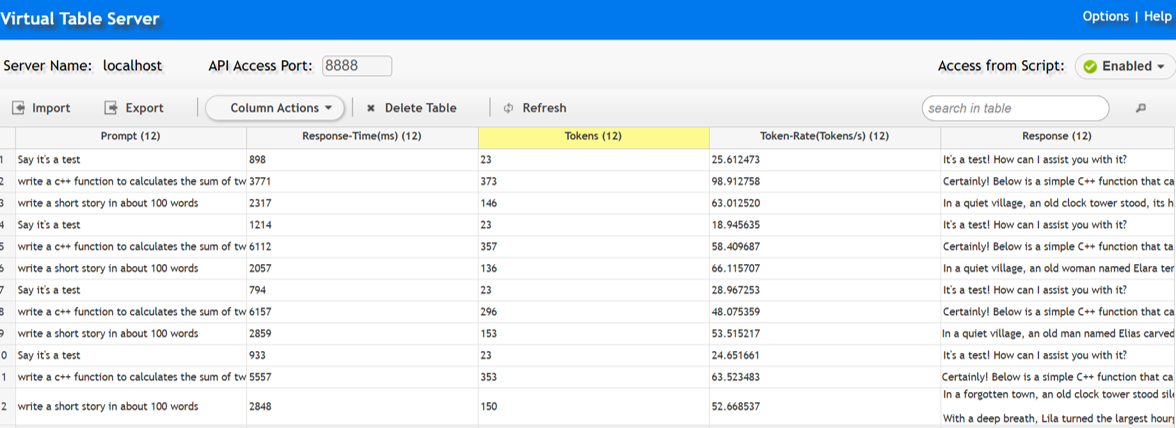 Virtual Table Server
Options | Help
Server Name: localhost API Access Port: 8888 Access from Script: Enabled
Import Export Column Actions Delete Table Refresh search in table
Prompt (12) Response-Time(ms) (12) Tokens (12) Token-Rate(Tokens/s) (12) Response (12)
1 Say it's a test 898 23 25.612473 It's a test! How can I assist you with it?
2 write a c++ function to calculates the sum of tw 3771 373 98.912758 Certainly! Below is a simple C++ function that ca
3 write a short story in about 100 words 2317 146 63.012520 In a quiet village, an old clock tower stood, its h
4 Say it's a test 1214 23 18.945635 It's a test! How can I assist you with it?
5 write a c++ function to calculates the sum of tw 6112 357 58.409687 Certainly! Below is a simple C++ function that ta
6 write a short story in about 100 words 2057 136 66.115707 In a quiet village, an old woman named Elara ter
7 Say it's a test 794 23 28.967253 It's a test! How can I assist you with it?
8 write a c++ function to calculates the sum of tw 6157 296 48.075359 Certainly! Below is a simple C++ function that ca
9 write a short story in about 100 words 2859 153 53.515217 In a quiet village, an old man named Elias carved
0 Say it's a test 933 23 24.651661 It's a test! How can I assist you with it?
1 write a c++ function to calculates the sum of tw 5557 353 63.523483 Certainly! Below is a simple C++ function that ca
In a forgotten town, an old clock tower stood sile
2 write a short story in about 100 words 2848 150 52.668537
With a deep breath, Lila turned the largest hourg